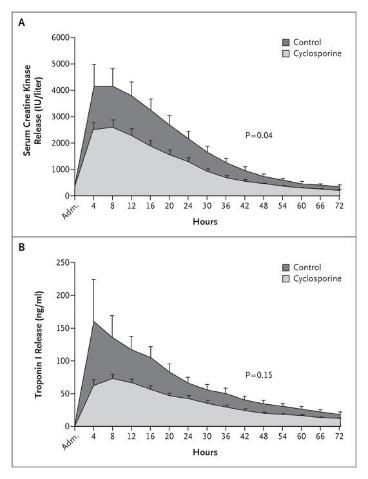 A
6000
5000
4000
3000
2000
1000
0
Serum Creatine Kinase
Release (IU/liter)
Control
Cyclosporine
P=0.04
Adm. 4 8 12 16 20 24 30 36 42 48 54 60 66 72
Hours
B
250
200
150
100
50
0
Troponin I Release (ng/ml)
Control
Cyclosporine
P=0.15
Adm. 4 8 12 16 20 24 30 36 42 48 54 60 66 72
Hours